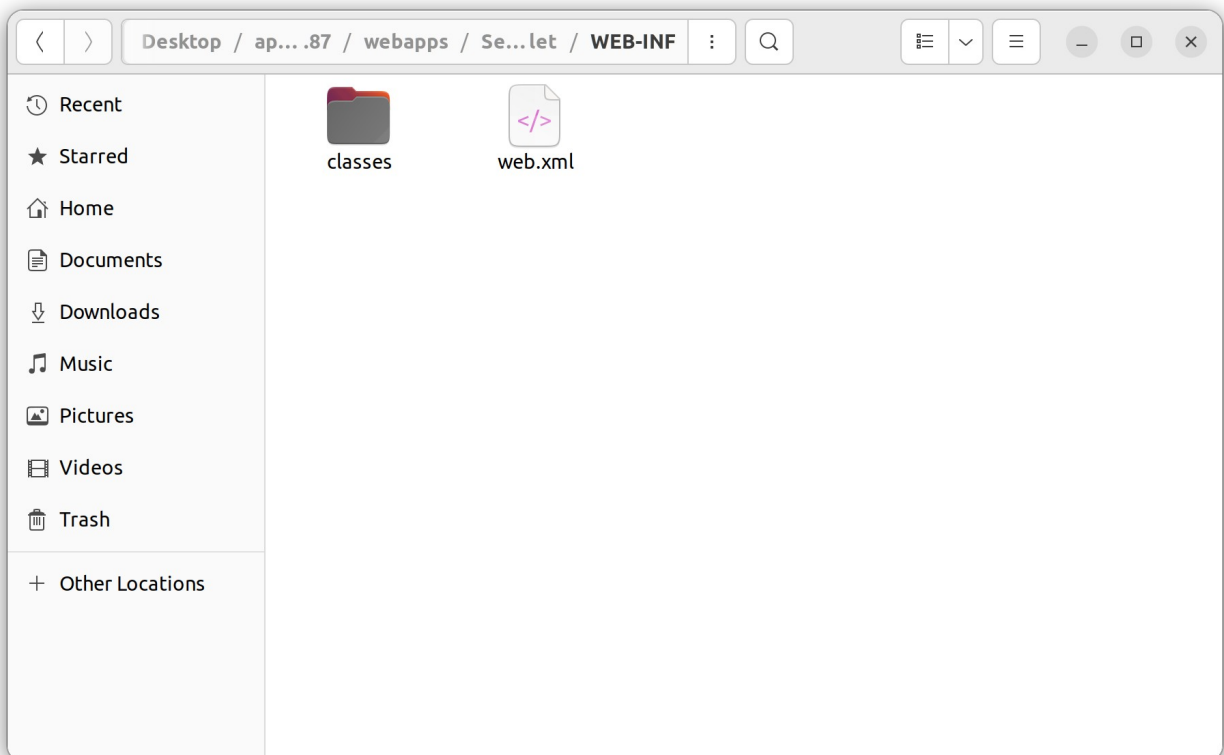 Desktop / ap... .87 / webapps / Se...let / WEB-INF
Recent
Starred
Home
Documents
Downloads
Music
Pictures
Videos
Trash
+ Other Locations
classes
</>
web.xml